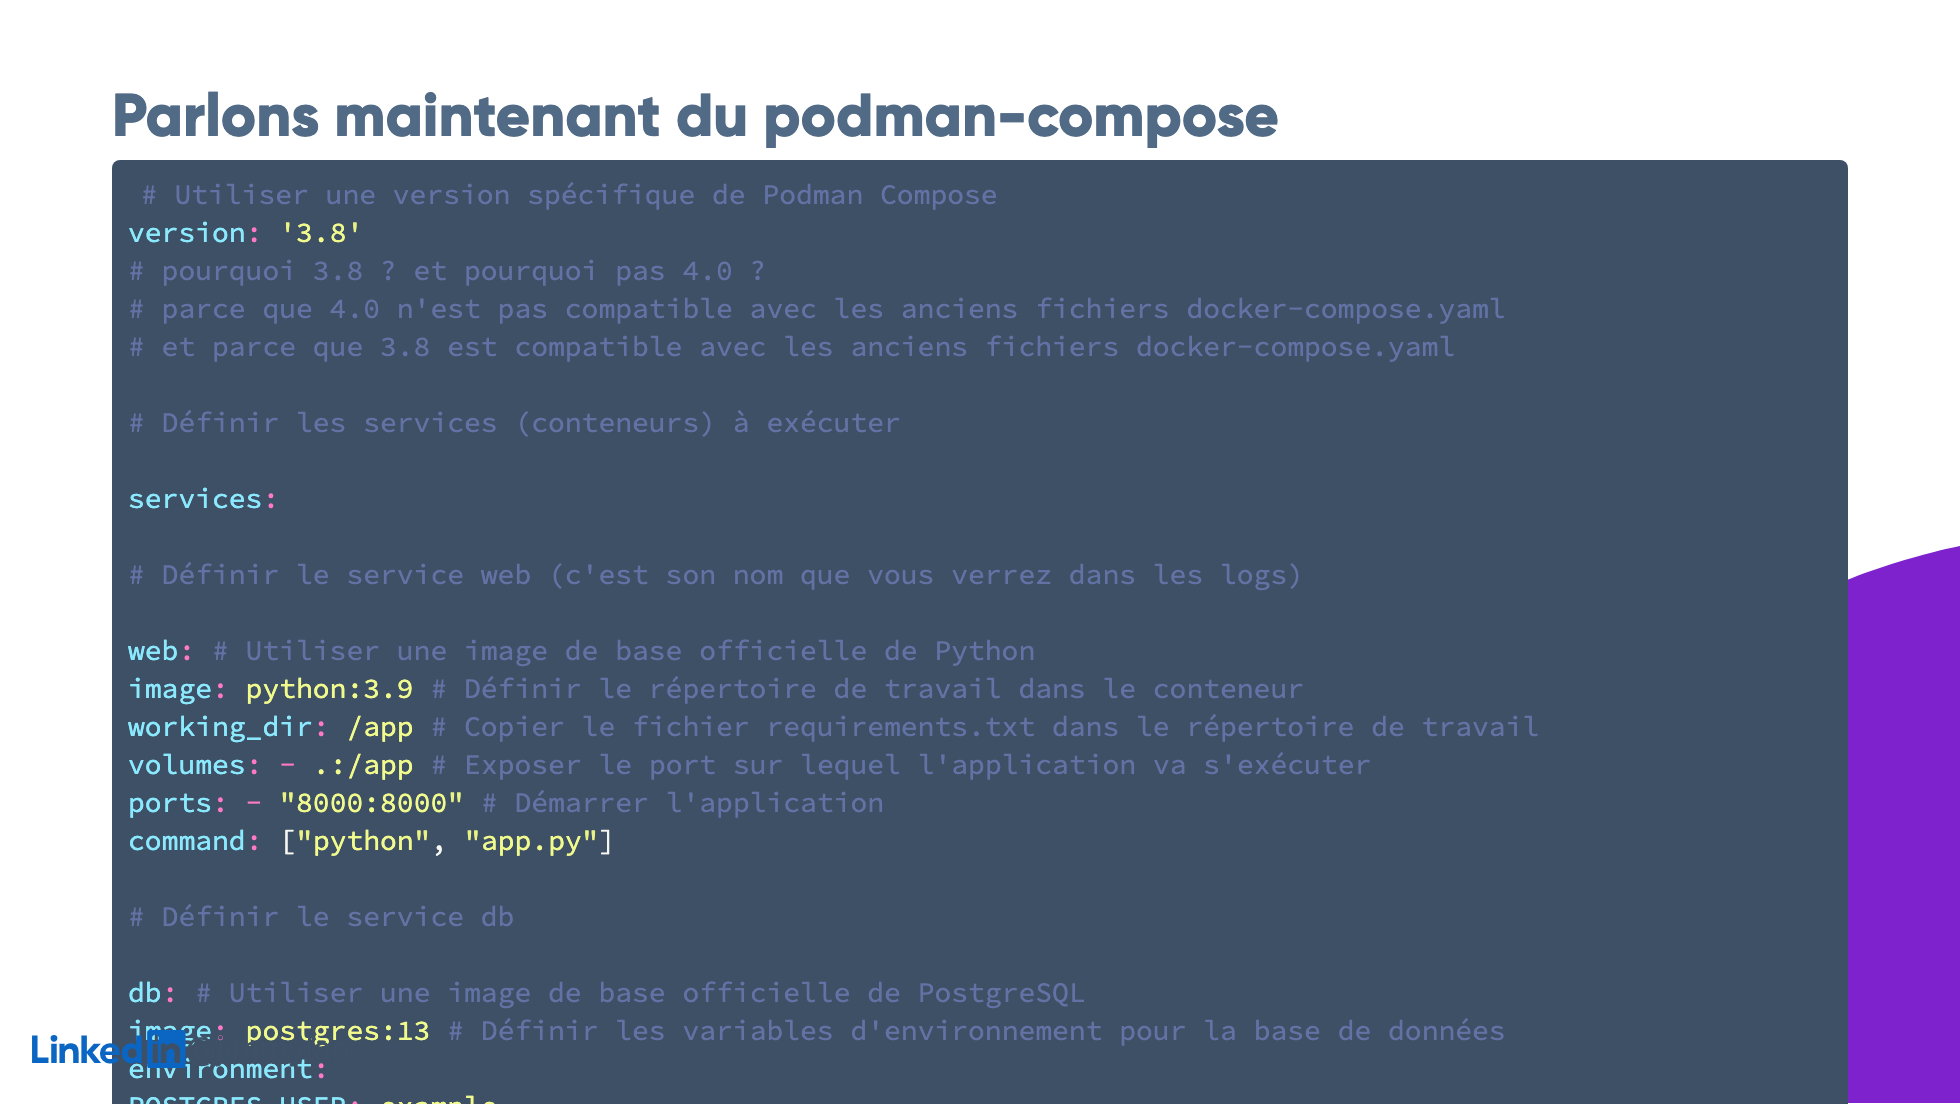 Parlons maintenant du podman-compose
# Utiliser une version spécifique de Podman Compose
version: '3.8'
# pourquoi 3.8 ? et pourquoi pas 4.0 ?
# parce que 4.0 n'est pas compatible avec les anciens fichiers docker-compose.yaml
# et parce que 3.8 est compatible avec les anciens fichiers docker-compose.yaml
# Définir les services (conteneurs) à exécuter
services:
# Définir le service web (c'est son nom que vous verrez dans les logs)
web: # Utiliser une image de base officielle de Python
image: python:3.9 # Définir le répertoire de travail dans le conteneur
working_dir: /app # Copier le fichier requirements.txt dans le répertoire de travail
volumes: - .:/app # Exposer le port sur lequel l'application va s'exécuter
ports: - "8000:8000" # Démarrer l'application
command: ["python", "app.py"]
# Définir le service db
db: # Utiliser une image de base officielle de PostgreSQL
image: postgres:13 # Définir les variables d'environnement pour la base de données
LinkedIn
environment:
POSTGRES_USER: example